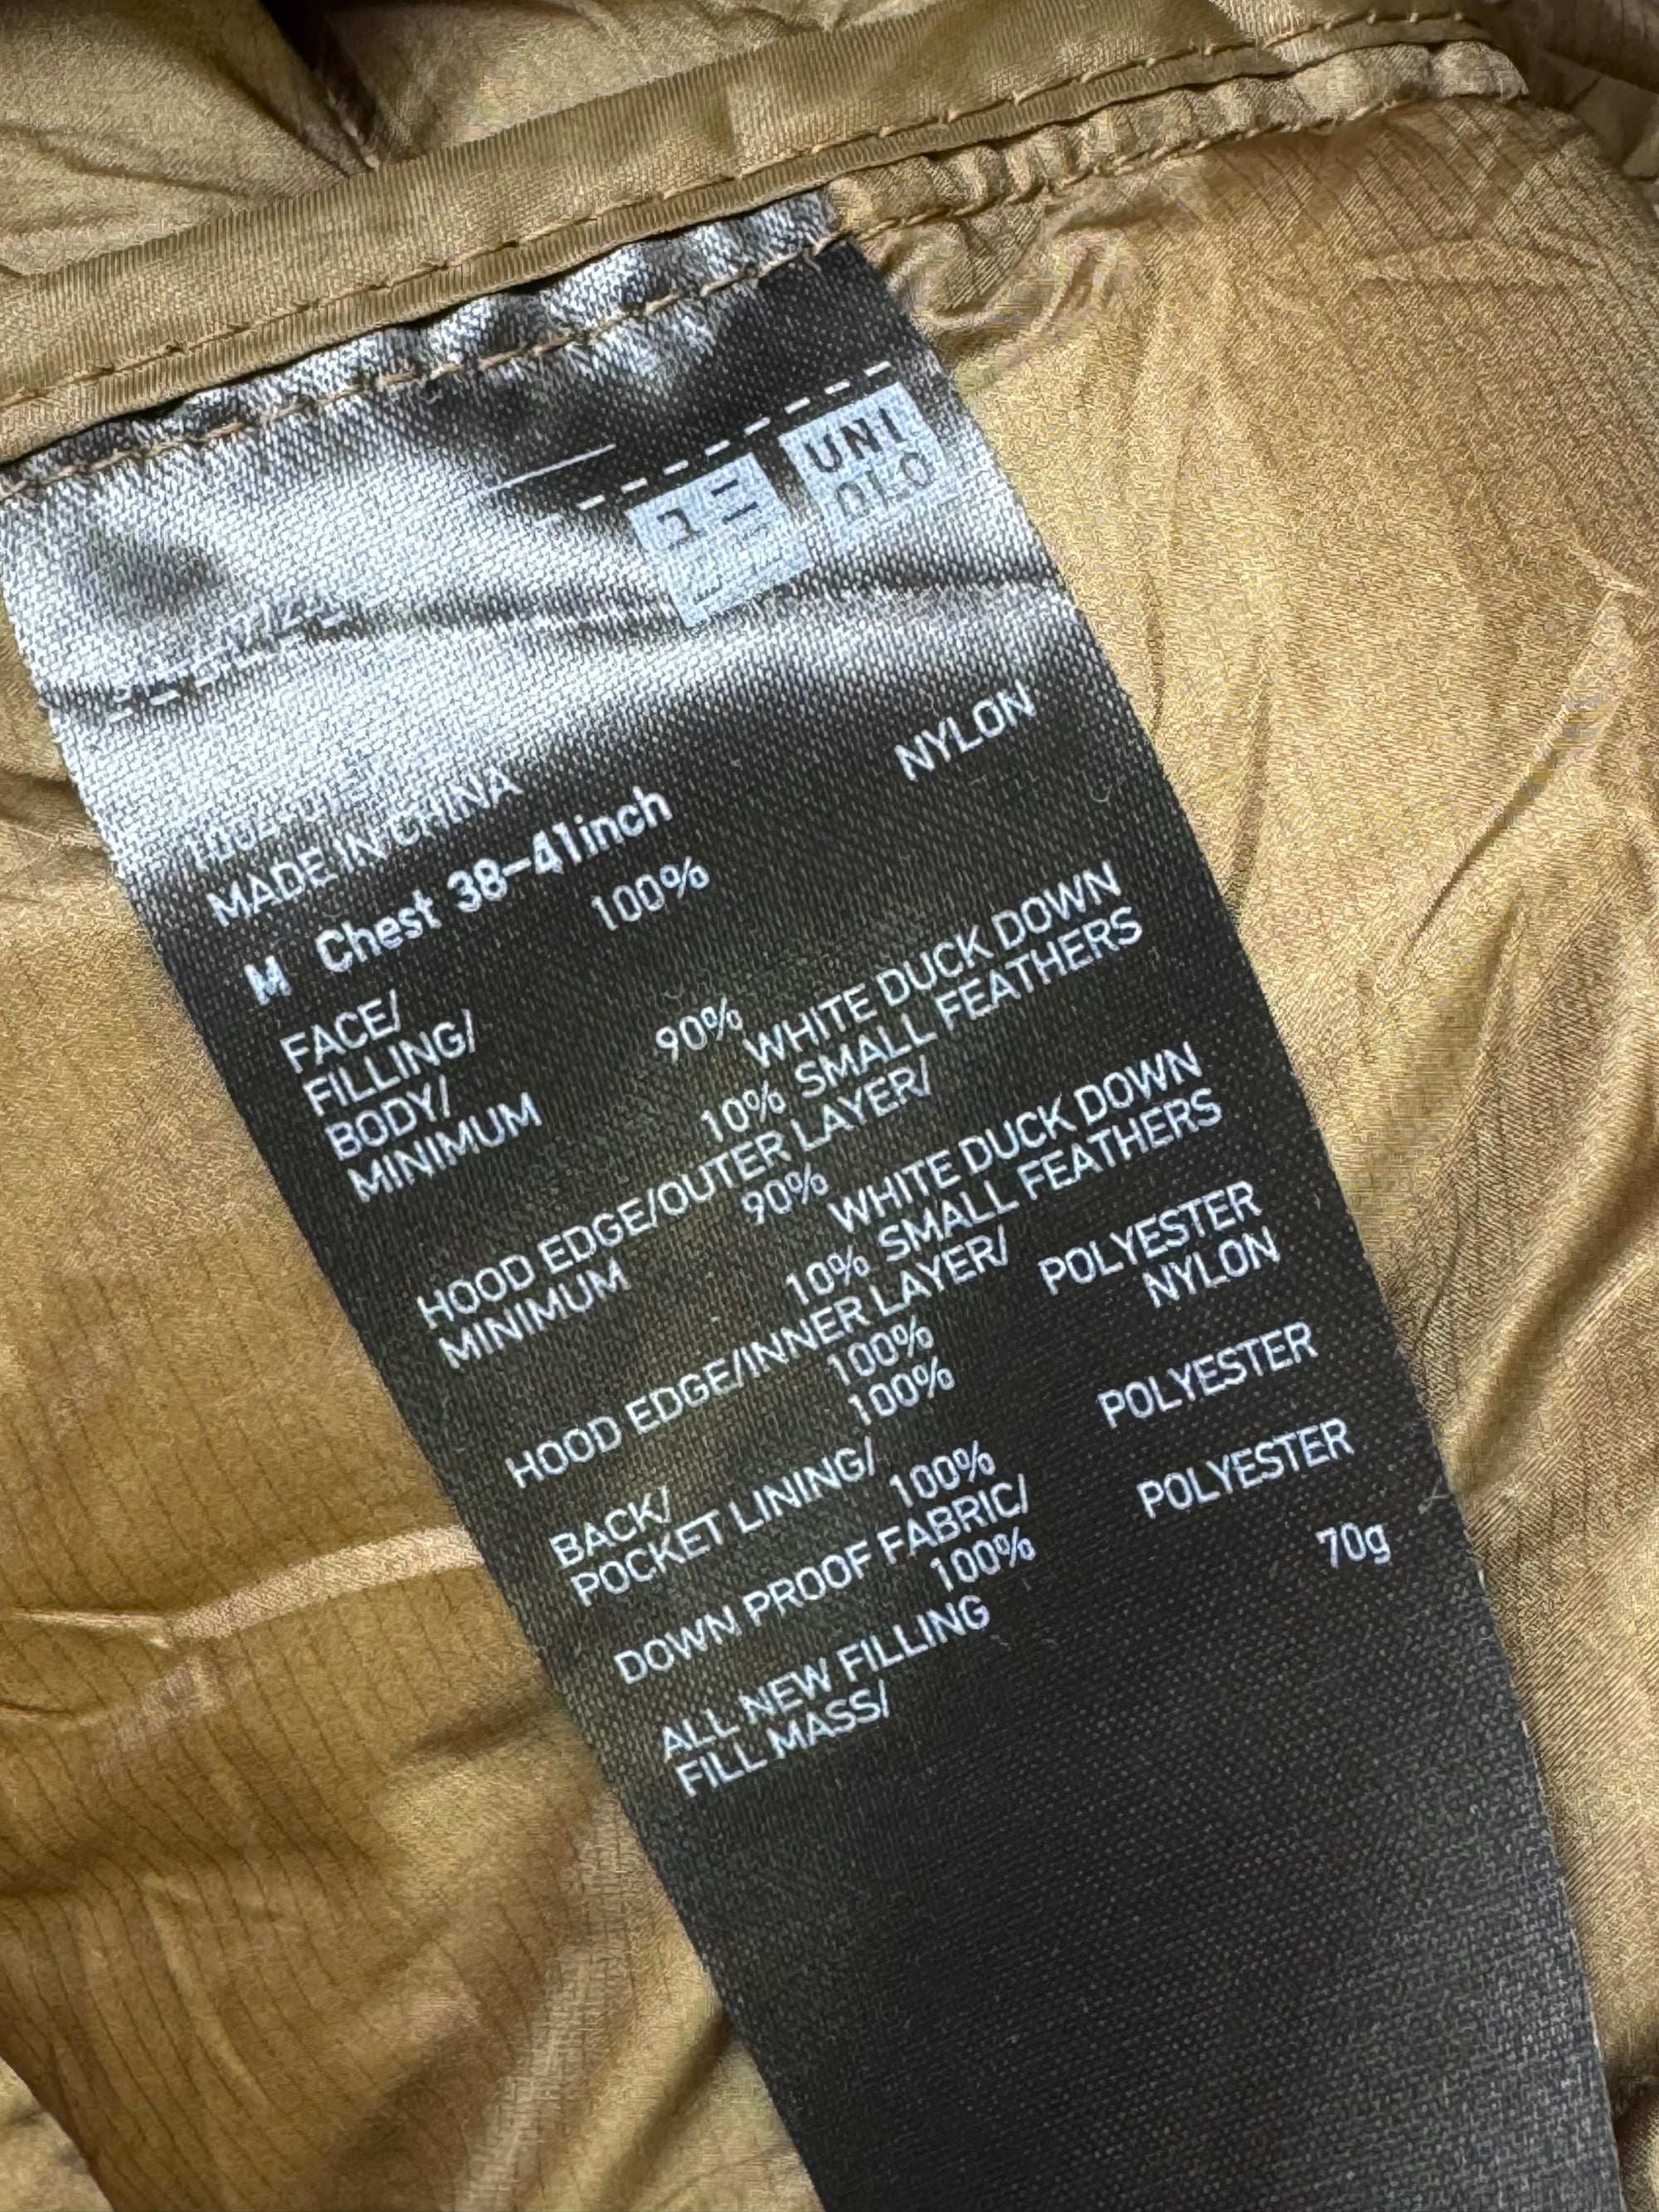 UNI
QLO
MADE IN CHINA
M Chest 38-41inch
FACE/ 100% NYLON
FILLING/
BODY/
MINIMUM 90% WHITE DUCK DOWN
10% SMALL FEATHERS
HOOD EDGE/OUTER LAYER/
MINIMUM 90% WHITE DUCK DOWN
10% SMALL FEATHERS
HOOD EDGE/INNER LAYER/
100% POLYESTER
BACK/ 100% NYLON
POCKET LINING/
100% POLYESTER
DOWN PROOF FABRIC/
100% POLYESTER
ALL NEW FILLING
FILL MASS/ 70g